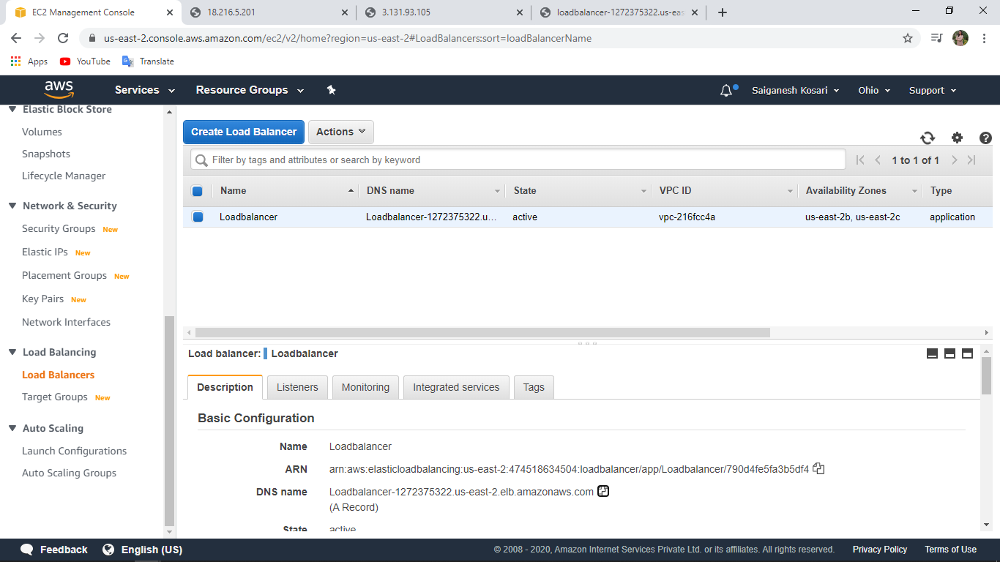 EC2 Management Console
18.216.5.201
3.131.93.105
loadbalancer-1272375322.us-eas
us-east-2.console.aws.amazon.com/ec2/v2/home?region=us-east-2#LoadBalancers:sort=loadBalancerName
Apps YouTube Translate
aws Services Resource Groups Saiganesh Kosari Ohio Support
Elastic Block Store
Volumes
Snapshots
Lifecycle Manager
Network & Security
Security Groups New
Elastic IPs New
Placement Groups New
Key Pairs New
Network Interfaces
Load Balancing
Load Balancers
Target Groups New
Auto Scaling
Launch Configurations
Auto Scaling Groups
Create Load Balancer Actions
Filter by tags and attributes or search by keyword 1 to 1 of 1
Name DNS name State VPC ID Availability Zones Type
Loadbalancer Loadbalancer-1272375322.u... active vpc-216fcc4a us-east-2b, us-east-2c application
Load balancer: Loadbalancer
Description Listeners Monitoring Integrated services Tags
Basic Configuration
Name Loadbalancer
ARN arn:aws:elasticloadbalancing:us-east-2:474518634504:loadbalancer/app/Loadbalancer/790d4fe5fa3b5df4
DNS name Loadbalancer-1272375322.us-east-2.elb.amazonaws.com
(A Record)
State active
Feedback English (US) © 2008 - 2020, Amazon Internet Services Private Ltd. or its affiliates. All rights reserved. Privacy Policy Terms of Use